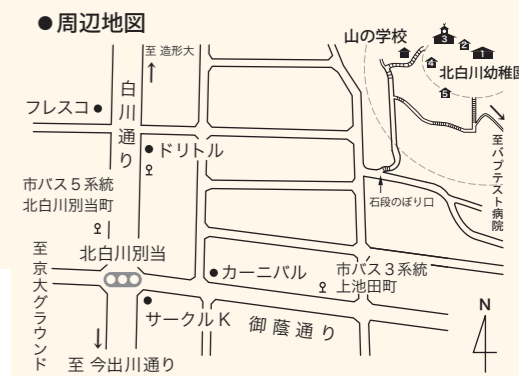 ●周辺地図
至 造形大
山の学校
3
2
1
4
北白川幼稚園
5
白川通り
フレスコ
ドリトル
至バプテスト病院
市バス5系統
北白川別当町
石段のぼり口
北白川別当
至京大グラウンド
カーニバル
市バス3系統
上池田町
サークルK
御蔭通り
N
至 今出川通り